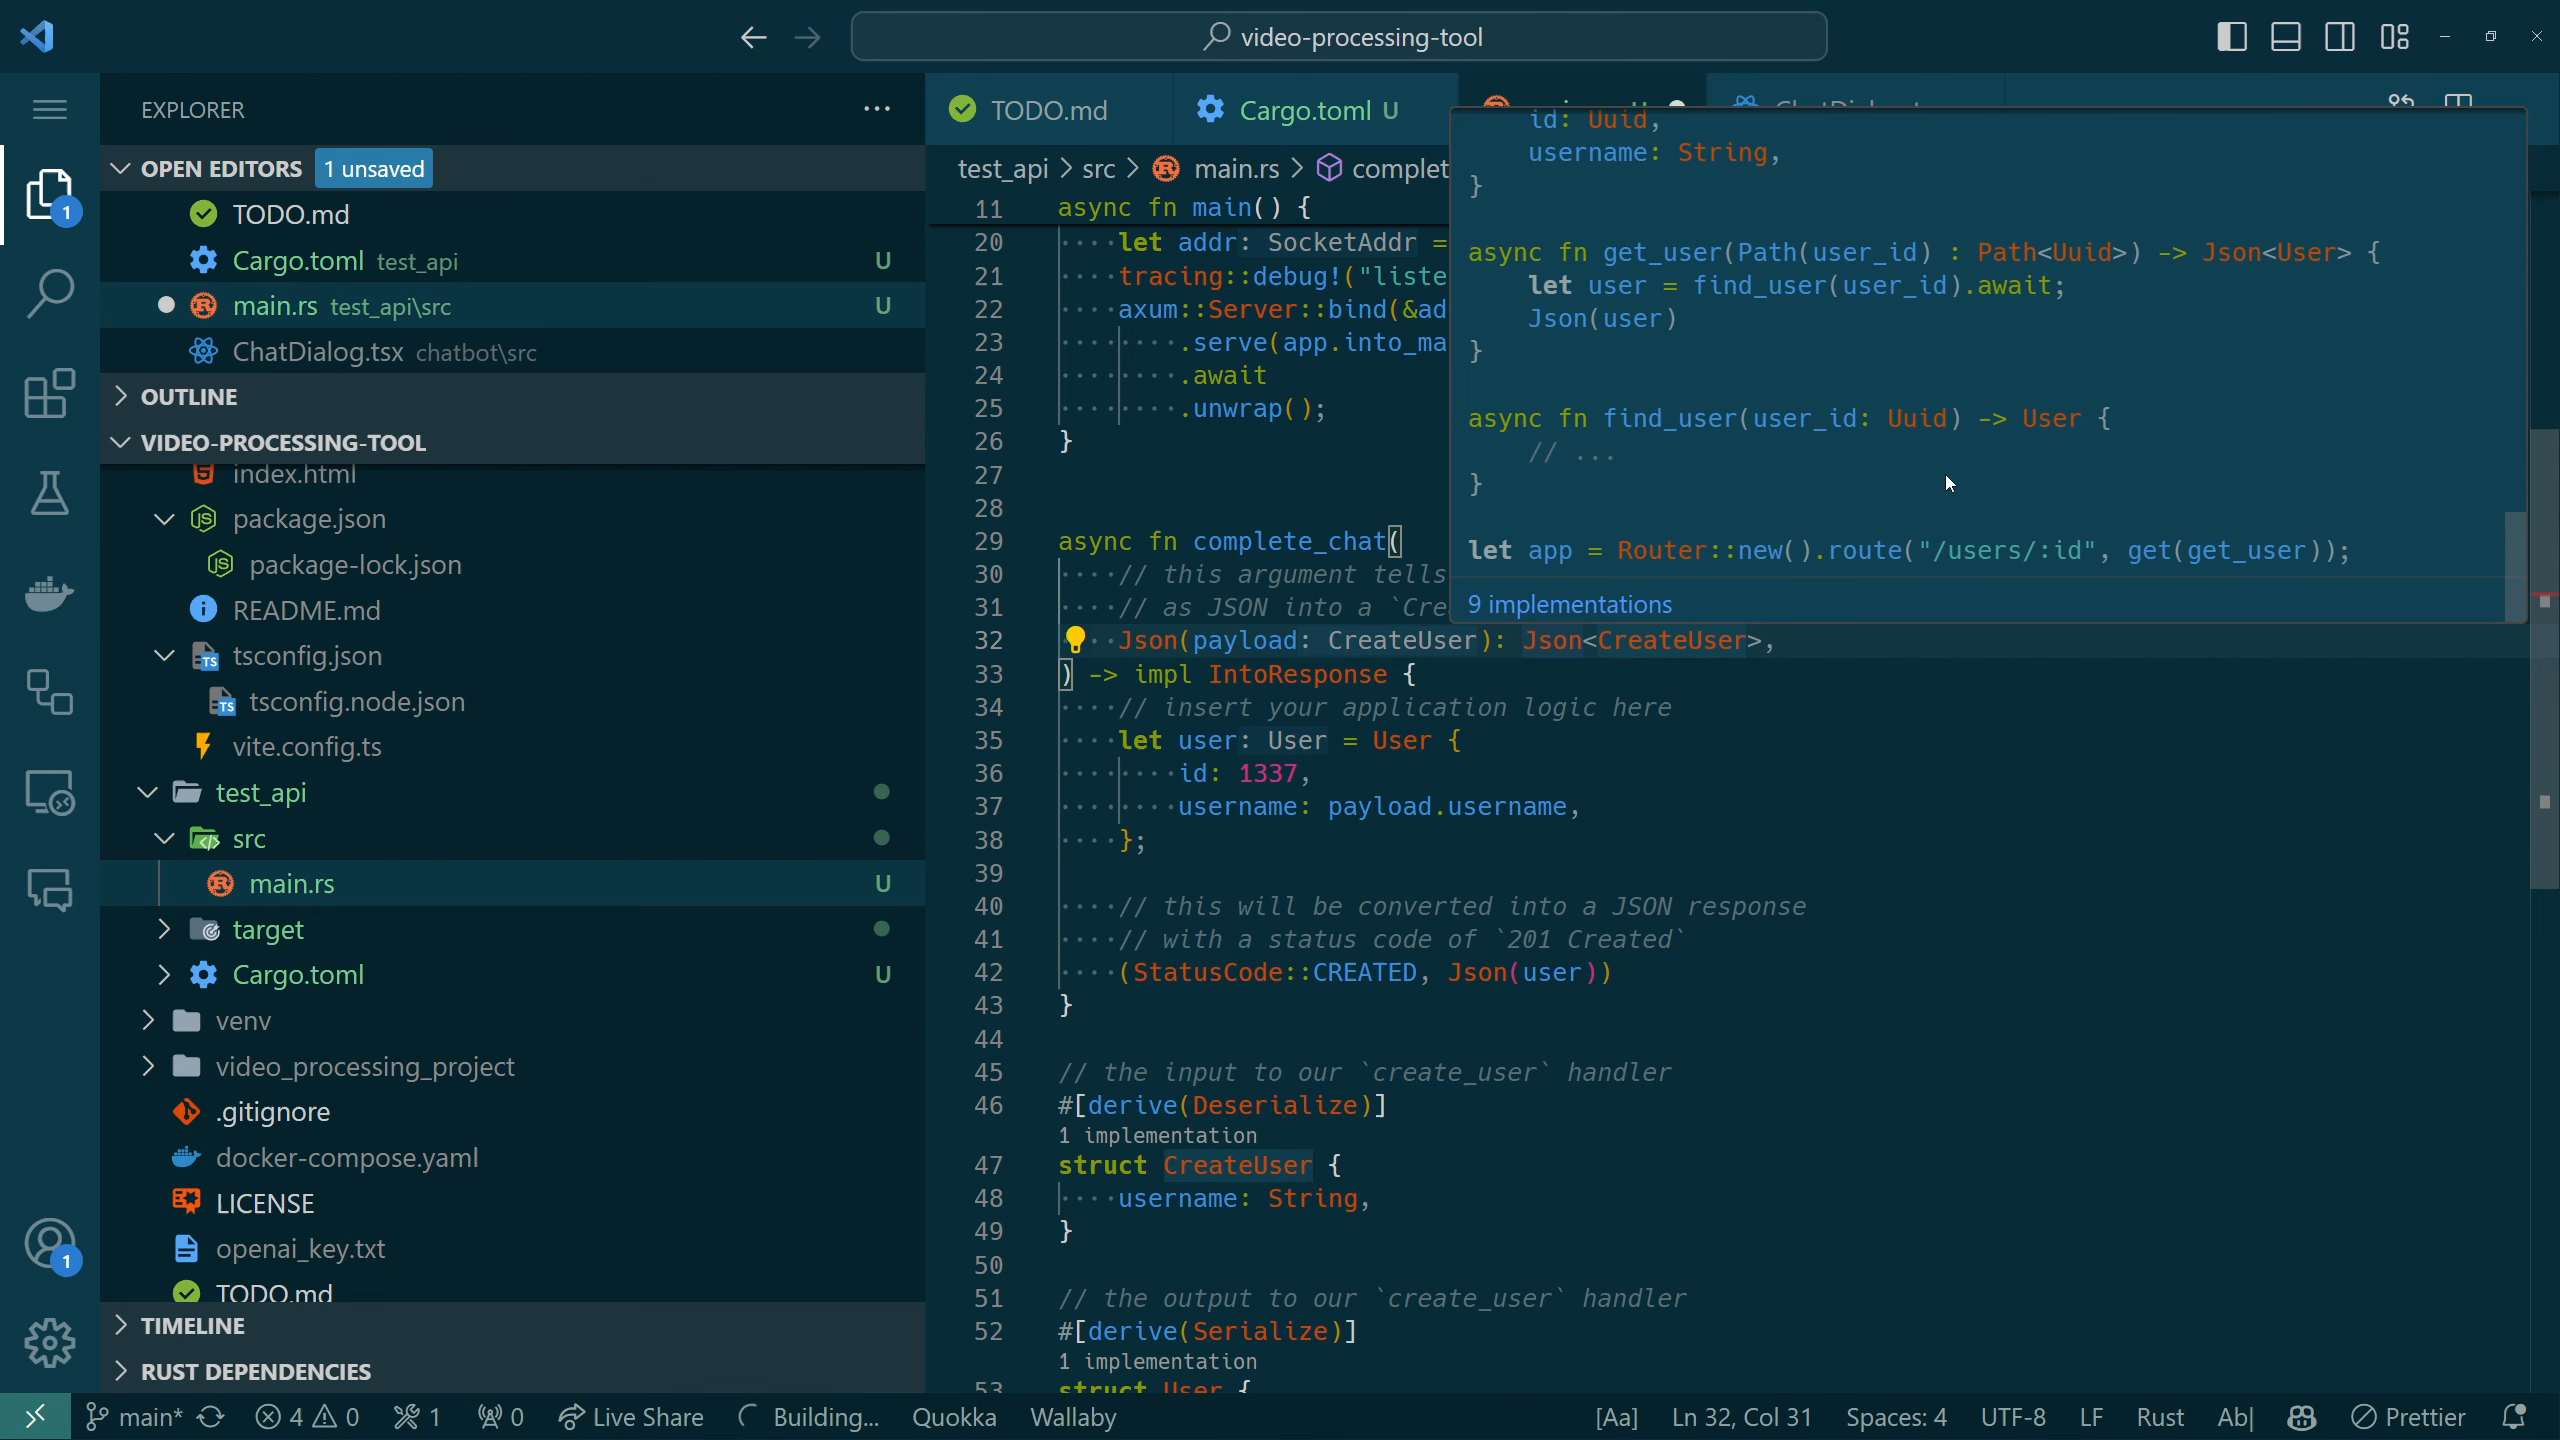 video-processing-tool
EXPLORER
OPEN EDITORS 1 unsaved
TODO.md
Cargo.toml test_api U
main.rs test_api\src U
ChatDialog.tsx chatbot\src
OUTLINE
VIDEO-PROCESSING-TOOL
index.html
package.json
package-lock.json
README.md
tsconfig.json
tsconfig.node.json
vite.config.ts
test_api
src
main.rs U
target
Cargo.toml U
venv
video_processing_project
.gitignore
docker-compose.yaml
LICENSE
openai_key.txt
TODO.md
TIMELINE
RUST DEPENDENCIES
1
1
TODO.md
Cargo.toml U
test_api > src > main.rs > complet
11 async fn main() {
20 let addr: SocketAddr =
21 tracing::debug!("liste
22 axum::Server::bind(&ad
23 .serve(app.into_ma
24 .await
25 .unwrap();
26 }
27
28
29 async fn complete_chat(
30 // this argument tells
31 // as JSON into a `Cre
32 Json(payload: CreateUser): Json<CreateUser>,
33 ) -> impl IntoResponse {
34 // insert your application logic here
35 let user: User = User {
36 id: 1337,
37 username: payload.username,
38 };
39
40 // this will be converted into a JSON response
41 // with a status code of `201 Created`
42 (StatusCode::CREATED, Json(user))
43 }
44
45 // the input to our `create_user` handler
46 #[derive(Deserialize)]
1 implementation
47 struct CreateUser {
48 username: String,
49 }
50
51 // the output to our `create_user` handler
52 #[derive(Serialize)]
1 implementation
53 struct User {
id: Uuid,
username: String,
}
async fn get_user(Path(user_id) : Path<Uuid>) -> Json<User> {
let user = find_user(user_id).await;
Json(user)
}
async fn find_user(user_id: Uuid) -> User {
// ...
}
let app = Router::new().route("/users/:id", get(get_user));
9 implementations
main* 4 0 1 0 Live Share Building... Quokka Wallaby [Aa] Ln 32, Col 31 Spaces: 4 UTF-8 LF Rust Ab| Prettier